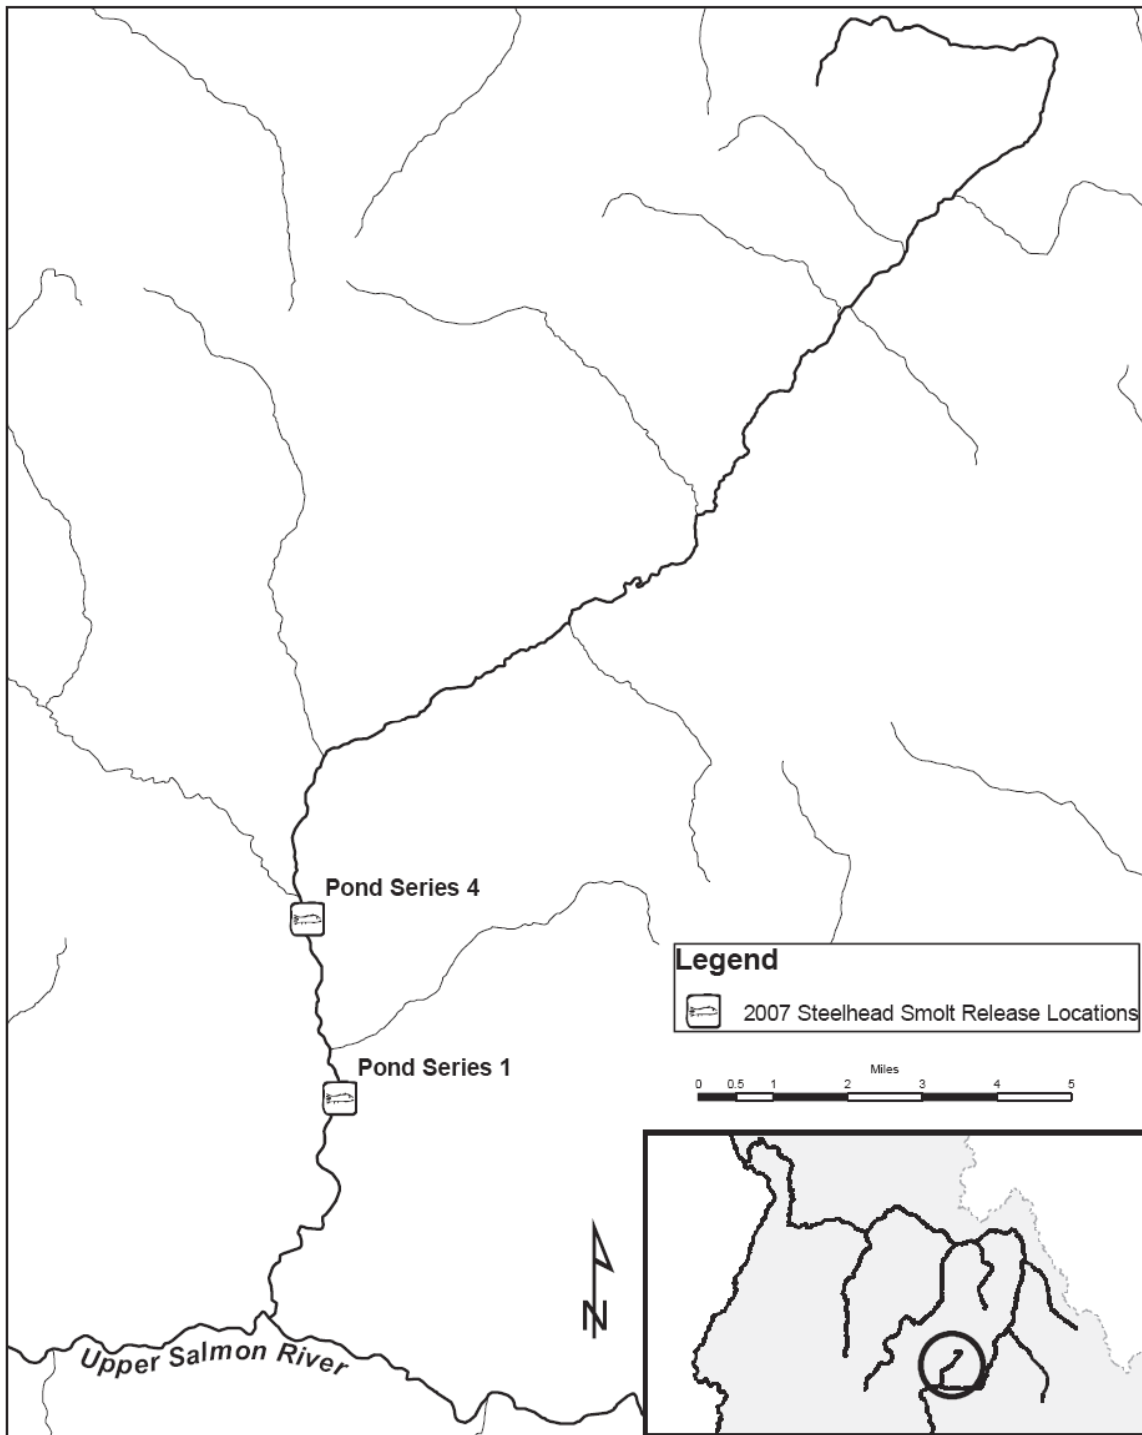 Pond Series 4
Legend
2007 Steelhead Smolt Release Locations
Pond Series 1
Miles
0 0.5 1 2 3 4 5
N
Upper Salmon River